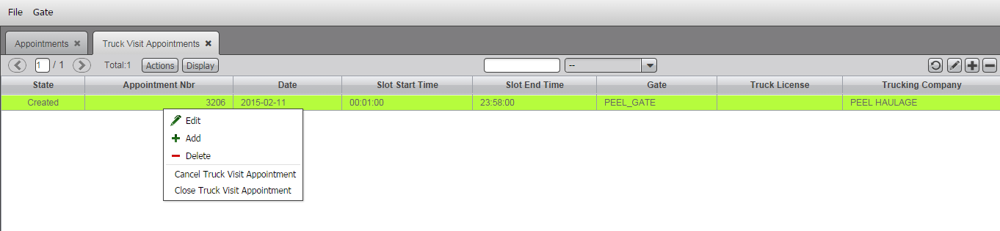 File Gate
Appointments Truck Visit Appointments
1 / 1 Total:1 Actions Display --
State Appointment Nbr Date Slot Start Time Slot End Time Gate Truck License Trucking Company
Created 3206 2015-02-11 00:01:00 23:58:00 PEEL_GATE PEEL HAULAGE
Edit
Add
Delete
Cancel Truck Visit Appointment
Close Truck Visit Appointment